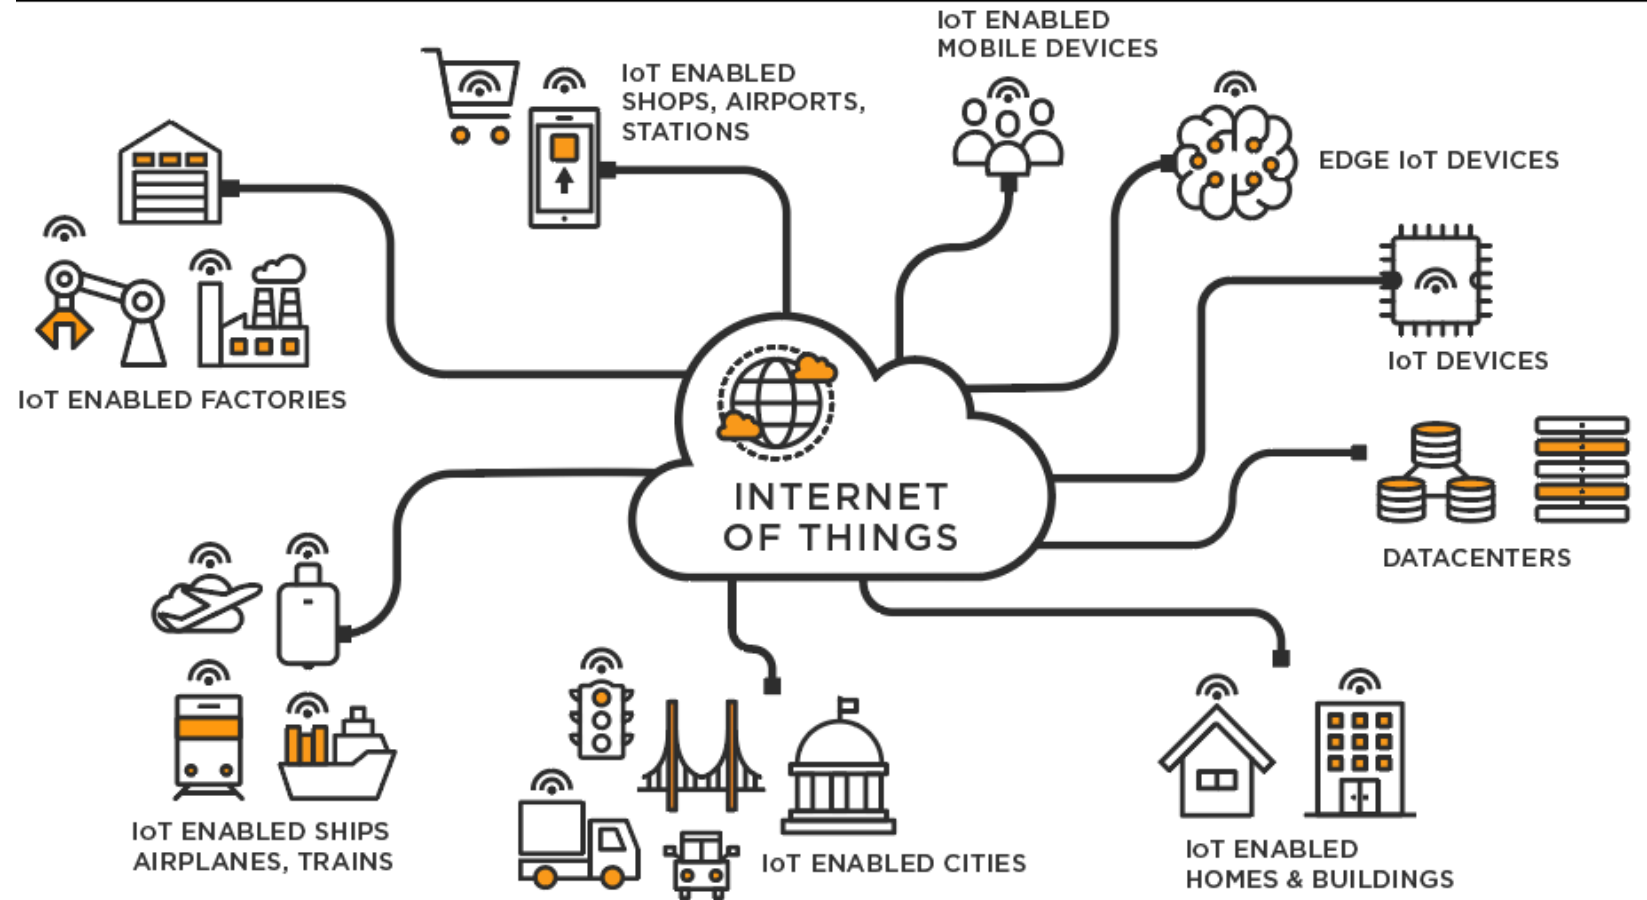 IoT ENABLED
MOBILE DEVICES
IoT ENABLED
SHOPS, AIRPORTS,
STATIONS
EDGE IoT DEVICES
IoT DEVICES
IoT ENABLED FACTORIES
INTERNET
OF THINGS
DATACENTERS
IoT ENABLED SHIPS
AIRPLANES, TRAINS
IoT ENABLED CITIES
IoT ENABLED
HOMES & BUILDINGS